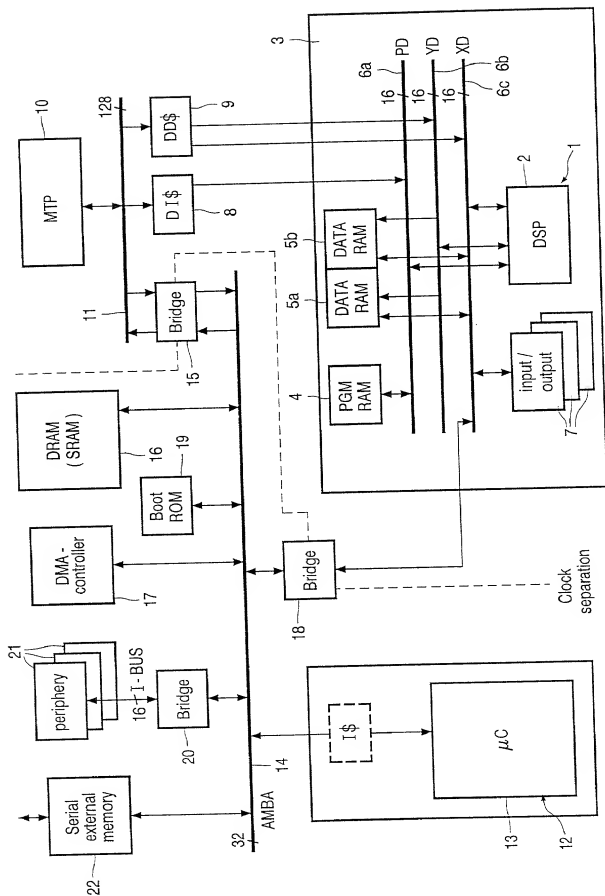 22
Serial
external
memory
21
periphery
16
I-BUS
20
Bridge
17
DMA-
controller
16
DRAM
(SRAM)
19
Boot
ROM
10
MTP
11
128
15
Bridge
8
DI$
9
DD$
32
AMBA
14
18
Bridge
Clock
separation
12
13
I$
µC
3
4
PGM
RAM
5a
DATA
RAM
5b
DATA
RAM
6a
PD
16
YD
16
6b
XD
16
6c
7
input/
output
DSP
2
1